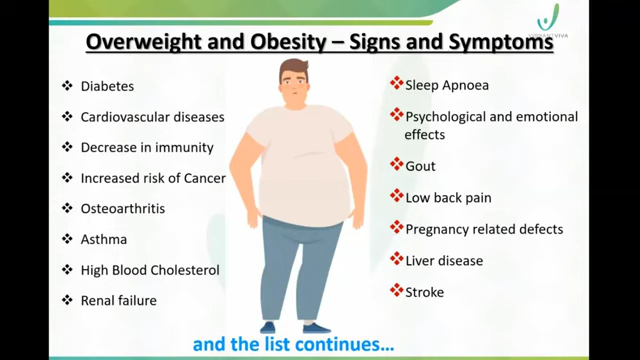 VIBRANTVIVA
Overweight and Obesity – Signs and Symptoms
Diabetes
Cardiovascular diseases
Decrease in immunity
Increased risk of Cancer
Osteoarthritis
Asthma
High Blood Cholesterol
Renal failure
Sleep Apnoea
Psychological and emotional
effects
Gout
Low back pain
Pregnancy related defects
Liver disease
Stroke
and the list continues...